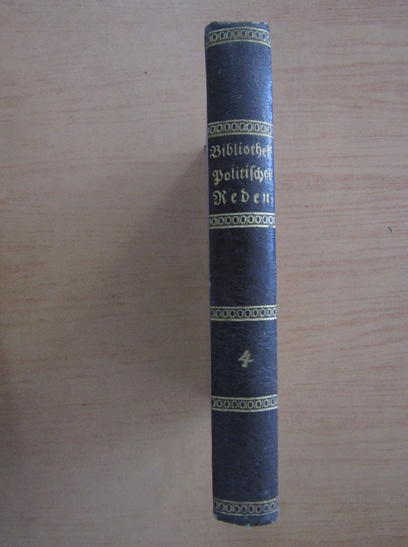 Bibliothek
Politischer
Reden
4